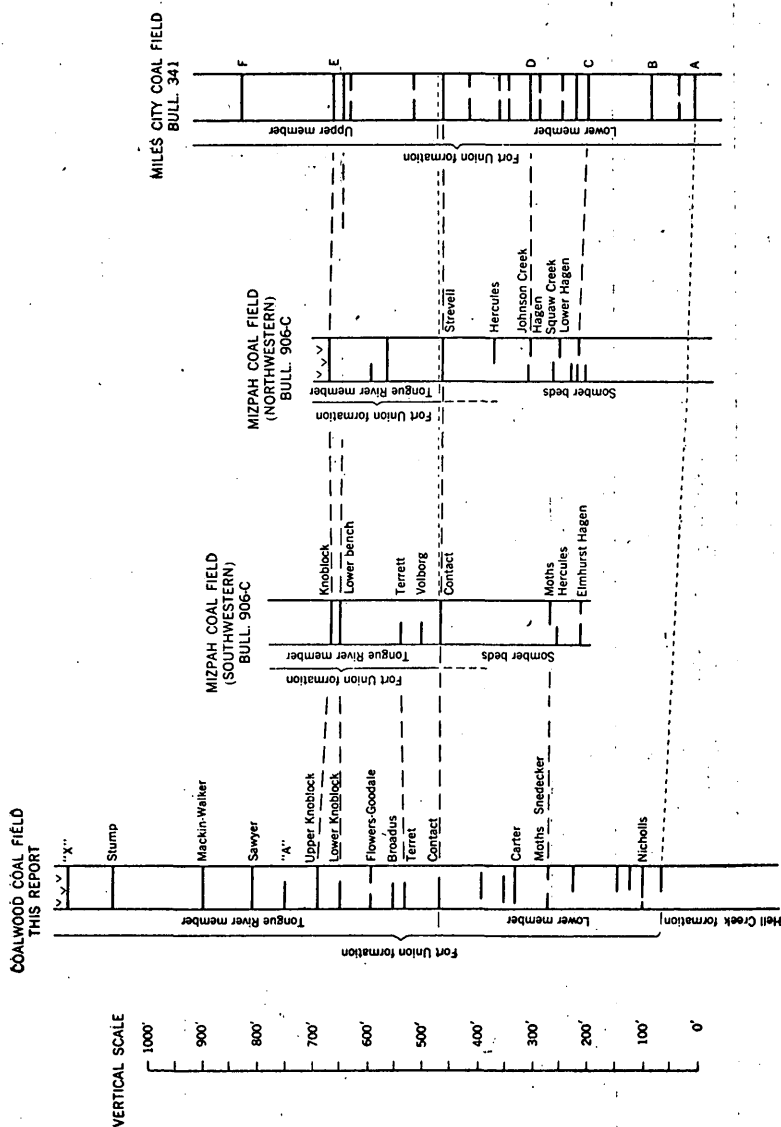 COALWOOD COAL FIELD
THIS REPORT
"X"
Stump
Mackin-Walker
Sawyer
"A"
Upper Knoblock
Lower Knoblock
Flowers-Goodale
Broadus
Terret
Contact
Carter
Moths Snedecker
Nicholls
Tongue River member
Lower member
Hell Creek formation
Fort Union formation
MIZPAH COAL FIELD
(SOUTHWESTERN)
BULL. 906-C
Knoblock
Lower bench
Terrett
Volborg
Contact
Moths
Hercules
Elmhurst Hagen
Tongue River member
Somber beds
Fort Union formation
MIZPAH COAL FIELD
(NORTHWESTERN)
BULL. 906-C
Strevell
Hercules
Johnson Creek
Hagen
Squaw Creek
Lower Hagen
Tongue River member
Somber beds
Fort Union formation
MILES CITY COAL FIELD
BULL. 341
F
E
D
C
B
A
Upper member
Lower member
Fort Union formation
VERTICAL SCALE
1000'
900'
800'
700'
600'
500'
400'
300'
200'
100'
0'